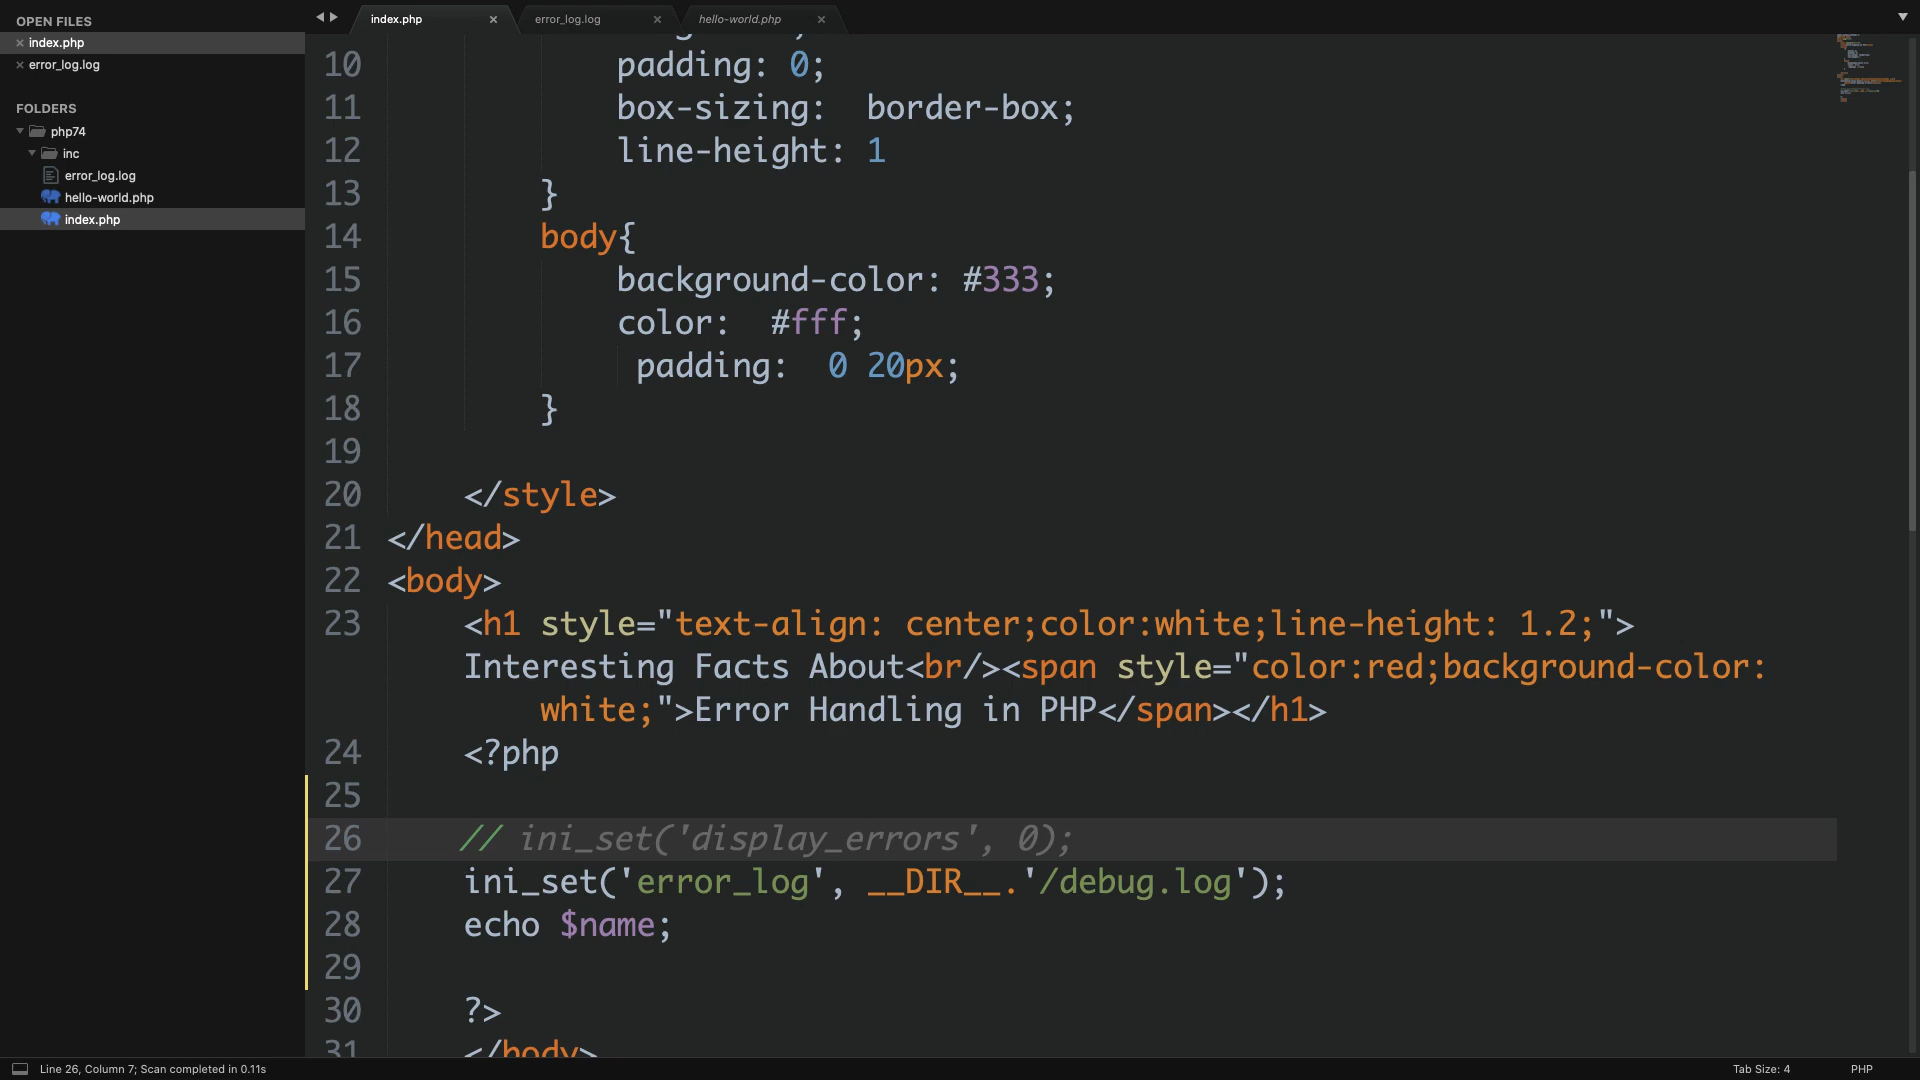 OPEN FILES
index.php
error_log.log
FOLDERS
php74
inc
error_log.log
hello-world.php
index.php
index.php
error_log.log
hello-world.php
10 padding: 0;
11 box-sizing:  border-box;
12 line-height: 1
13 }
14 body{
15 background-color: #333;
16 color:  #fff;
17 padding:  0 20px;
18 }
19
20 </style>
21 </head>
22 <body>
23 <h1 style="text-align: center;color:white;line-height: 1.2;">
Interesting Facts About<br/><span style="color:red;background-color:
white;">Error Handling in PHP</span></h1>
24 <?php
25
26 // ini_set('display_errors', 0);
27 ini_set('error_log', __DIR__.'/debug.log');
28 echo $name;
29
30 ?>
31 </body>
Line 26, Column 7; Scan completed in 0.11s
Tab Size: 4
PHP